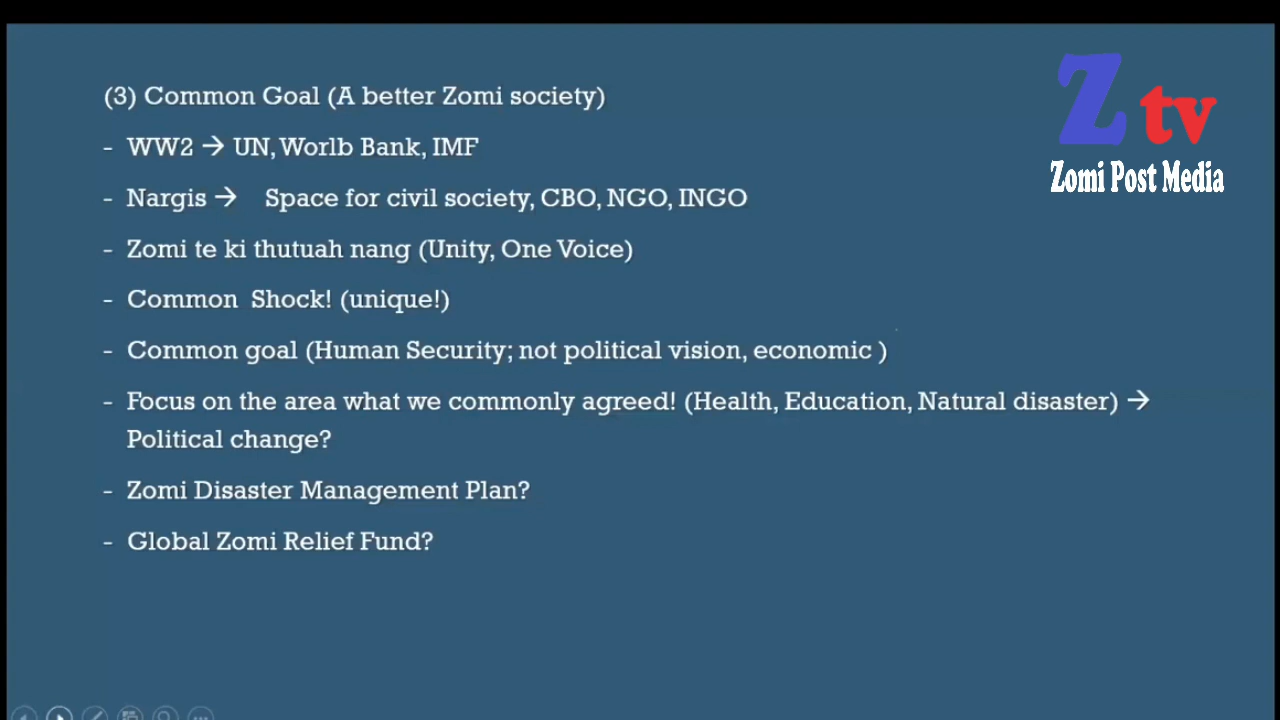 (3) Common Goal (A better Zomi society)
- WW2 → UN, Worlb Bank, IMF
- Nargis → Space for civil society, CBO, NGO, INGO
- Zomi te ki thutuah nang (Unity, One Voice)
- Common Shock! (unique!)
- Common goal (Human Security; not political vision, economic )
- Focus on the area what we commonly agreed! (Health, Education, Natural disaster) →
Political change?
- Zomi Disaster Management Plan?
- Global Zomi Relief Fund?
Z tv
Zomi Post Media